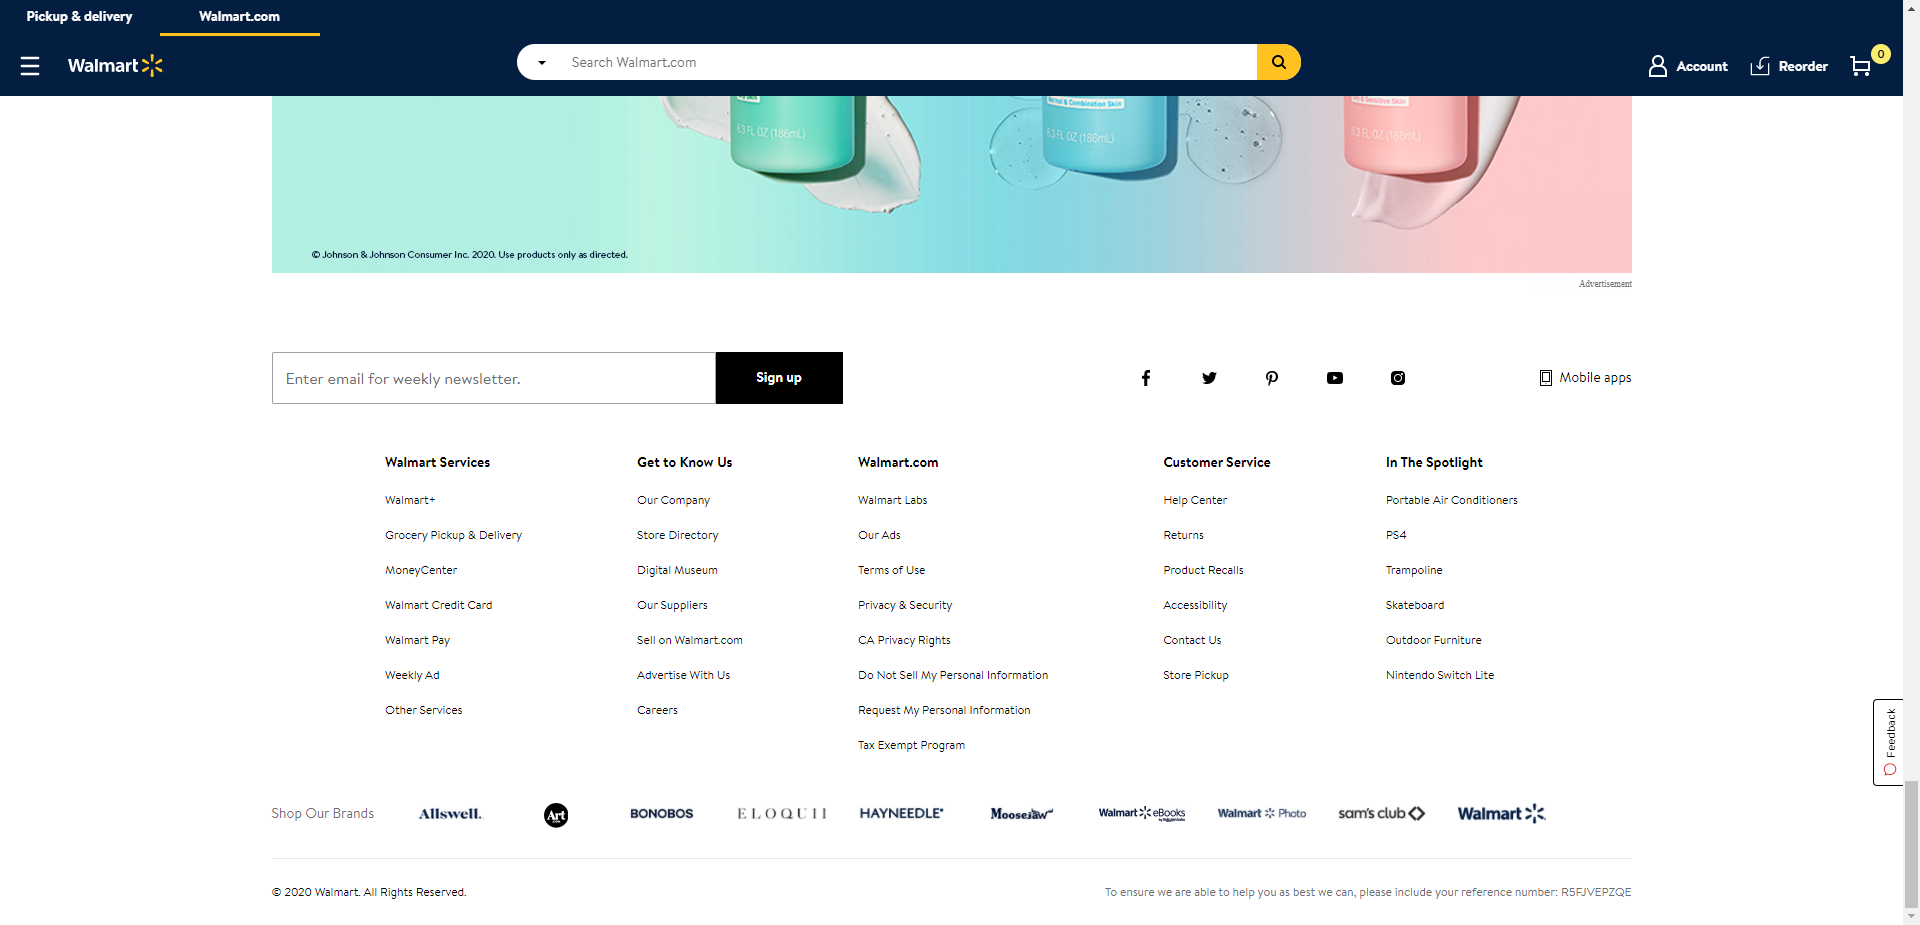 Pickup & delivery
Walmart.com
Walmart
Search Walmart.com
Account
Reorder
0
Normal & Combination Skin
6.3 FL OZ (186mL)
6.3 FL OZ (186mL)
6.3 FL OZ (186mL)
© Johnson & Johnson Consumer Inc. 2020. Use products only as directed.
Advertisement
Enter email for weekly newsletter.
Sign up
Mobile apps
Walmart Services
Walmart+
Grocery Pickup & Delivery
MoneyCenter
Walmart Credit Card
Walmart Pay
Weekly Ad
Other Services
Get to Know Us
Our Company
Store Directory
Digital Museum
Our Suppliers
Sell on Walmart.com
Advertise With Us
Careers
Walmart.com
Walmart Labs
Our Ads
Terms of Use
Privacy & Security
CA Privacy Rights
Do Not Sell My Personal Information
Request My Personal Information
Tax Exempt Program
Customer Service
Help Center
Returns
Product Recalls
Accessibility
Contact Us
Store Pickup
In The Spotlight
Portable Air Conditioners
PS4
Trampoline
Skateboard
Outdoor Furniture
Nintendo Switch Lite
Feedback
Shop Our Brands
Allswell.
Art
BONOBOS
ELOQUII
HAYNEEDLE
Moosejaw
Walmart eBooks
Walmart Photo
sam's club
Walmart
© 2020 Walmart. All Rights Reserved.
To ensure we are able to help you as best we can, please include your reference number: R5FJVEPZQE